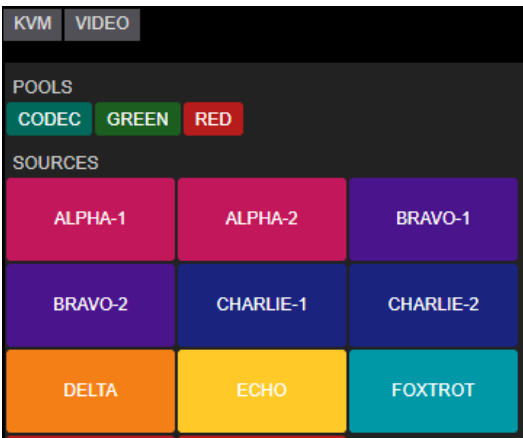 KVM VIDEO
POOLS
CODEC GREEN RED
SOURCES
ALPHA-1 ALPHA-2 BRAVO-1
BRAVO-2 CHARLIE-1 CHARLIE-2
DELTA ECHO FOXTROT